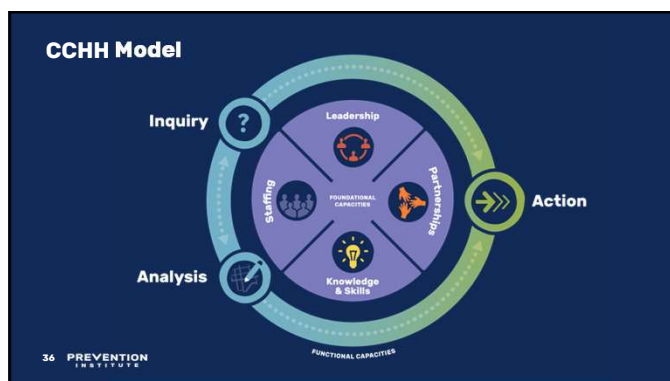 CCHH Model
Inquiry
?
Leadership
Staffing
FOUNDATIONAL
CAPACITIES
Partnerships
Action
Analysis
Knowledge
& Skills
FUNCTIONAL CAPACITIES
36
PREVENTION
INSTITUTE